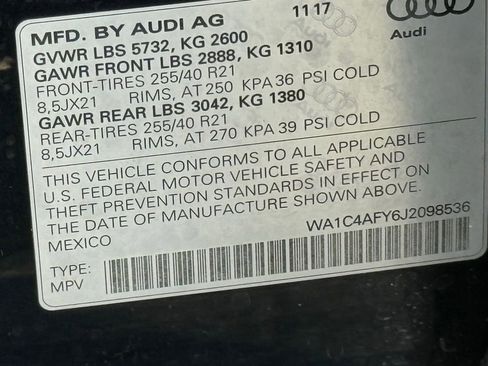 MFD. BY AUDI AG 11 17
GVWR LBS 5732, KG 2600
GAWR FRONT LBS 2888, KG 1310
FRONT-TIRES 255/40 R21
8,5JX21 RIMS, AT 250 KPA 36 PSI COLD
GAWR REAR LBS 3042, KG 1380
REAR-TIRES 255/40 R21
8,5JX21 RIMS, AT 270 KPA 39 PSI COLD
Audi
THIS VEHICLE CONFORMS TO ALL APPLICABLE
U.S. FEDERAL MOTOR VEHICLE SAFETY AND
THEFT PREVENTION STANDARDS IN EFFECT ON
THE DATE OF MANUFACTURE SHOWN ABOVE.
MEXICO
WA1C4AFY6J2098536
TYPE:
MPV